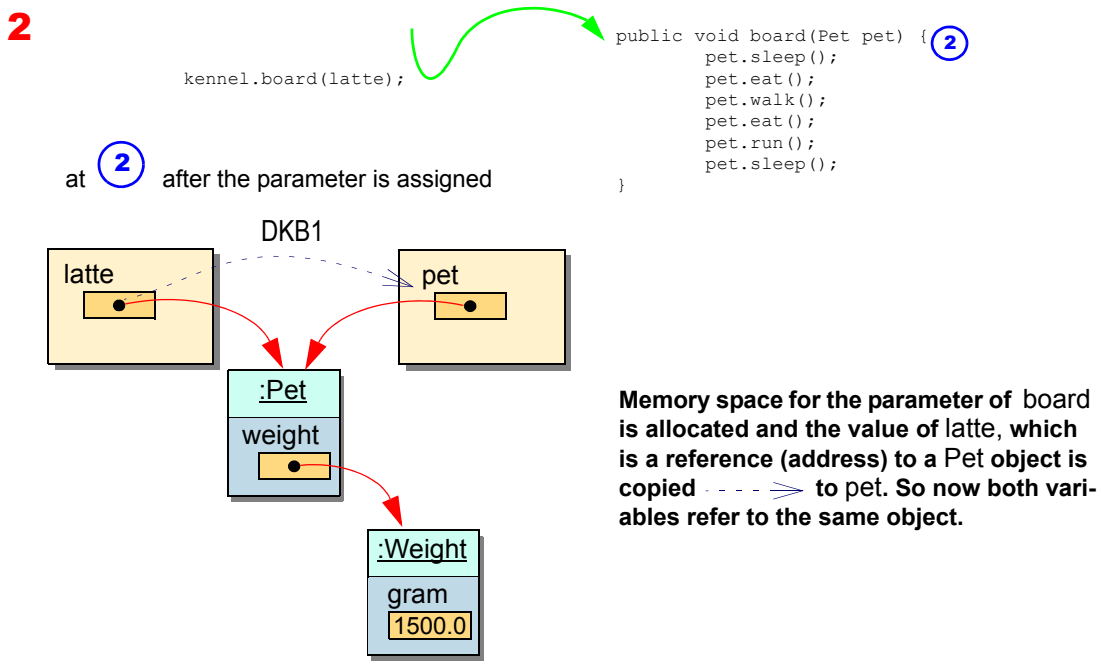 2
kennel.board(latte);
public void board(Pet pet) { 2
pet.sleep();
pet.eat();
pet.walk();
pet.eat();
pet.run();
pet.sleep();
}
at 2 after the parameter is assigned
DKB1
latte
pet
:Pet
weight
:Weight
gram
1500.0
Memory space for the parameter of board
is allocated and the value of latte, which
is a reference (address) to a Pet object is
copied to pet. So now both vari-
ables refer to the same object.